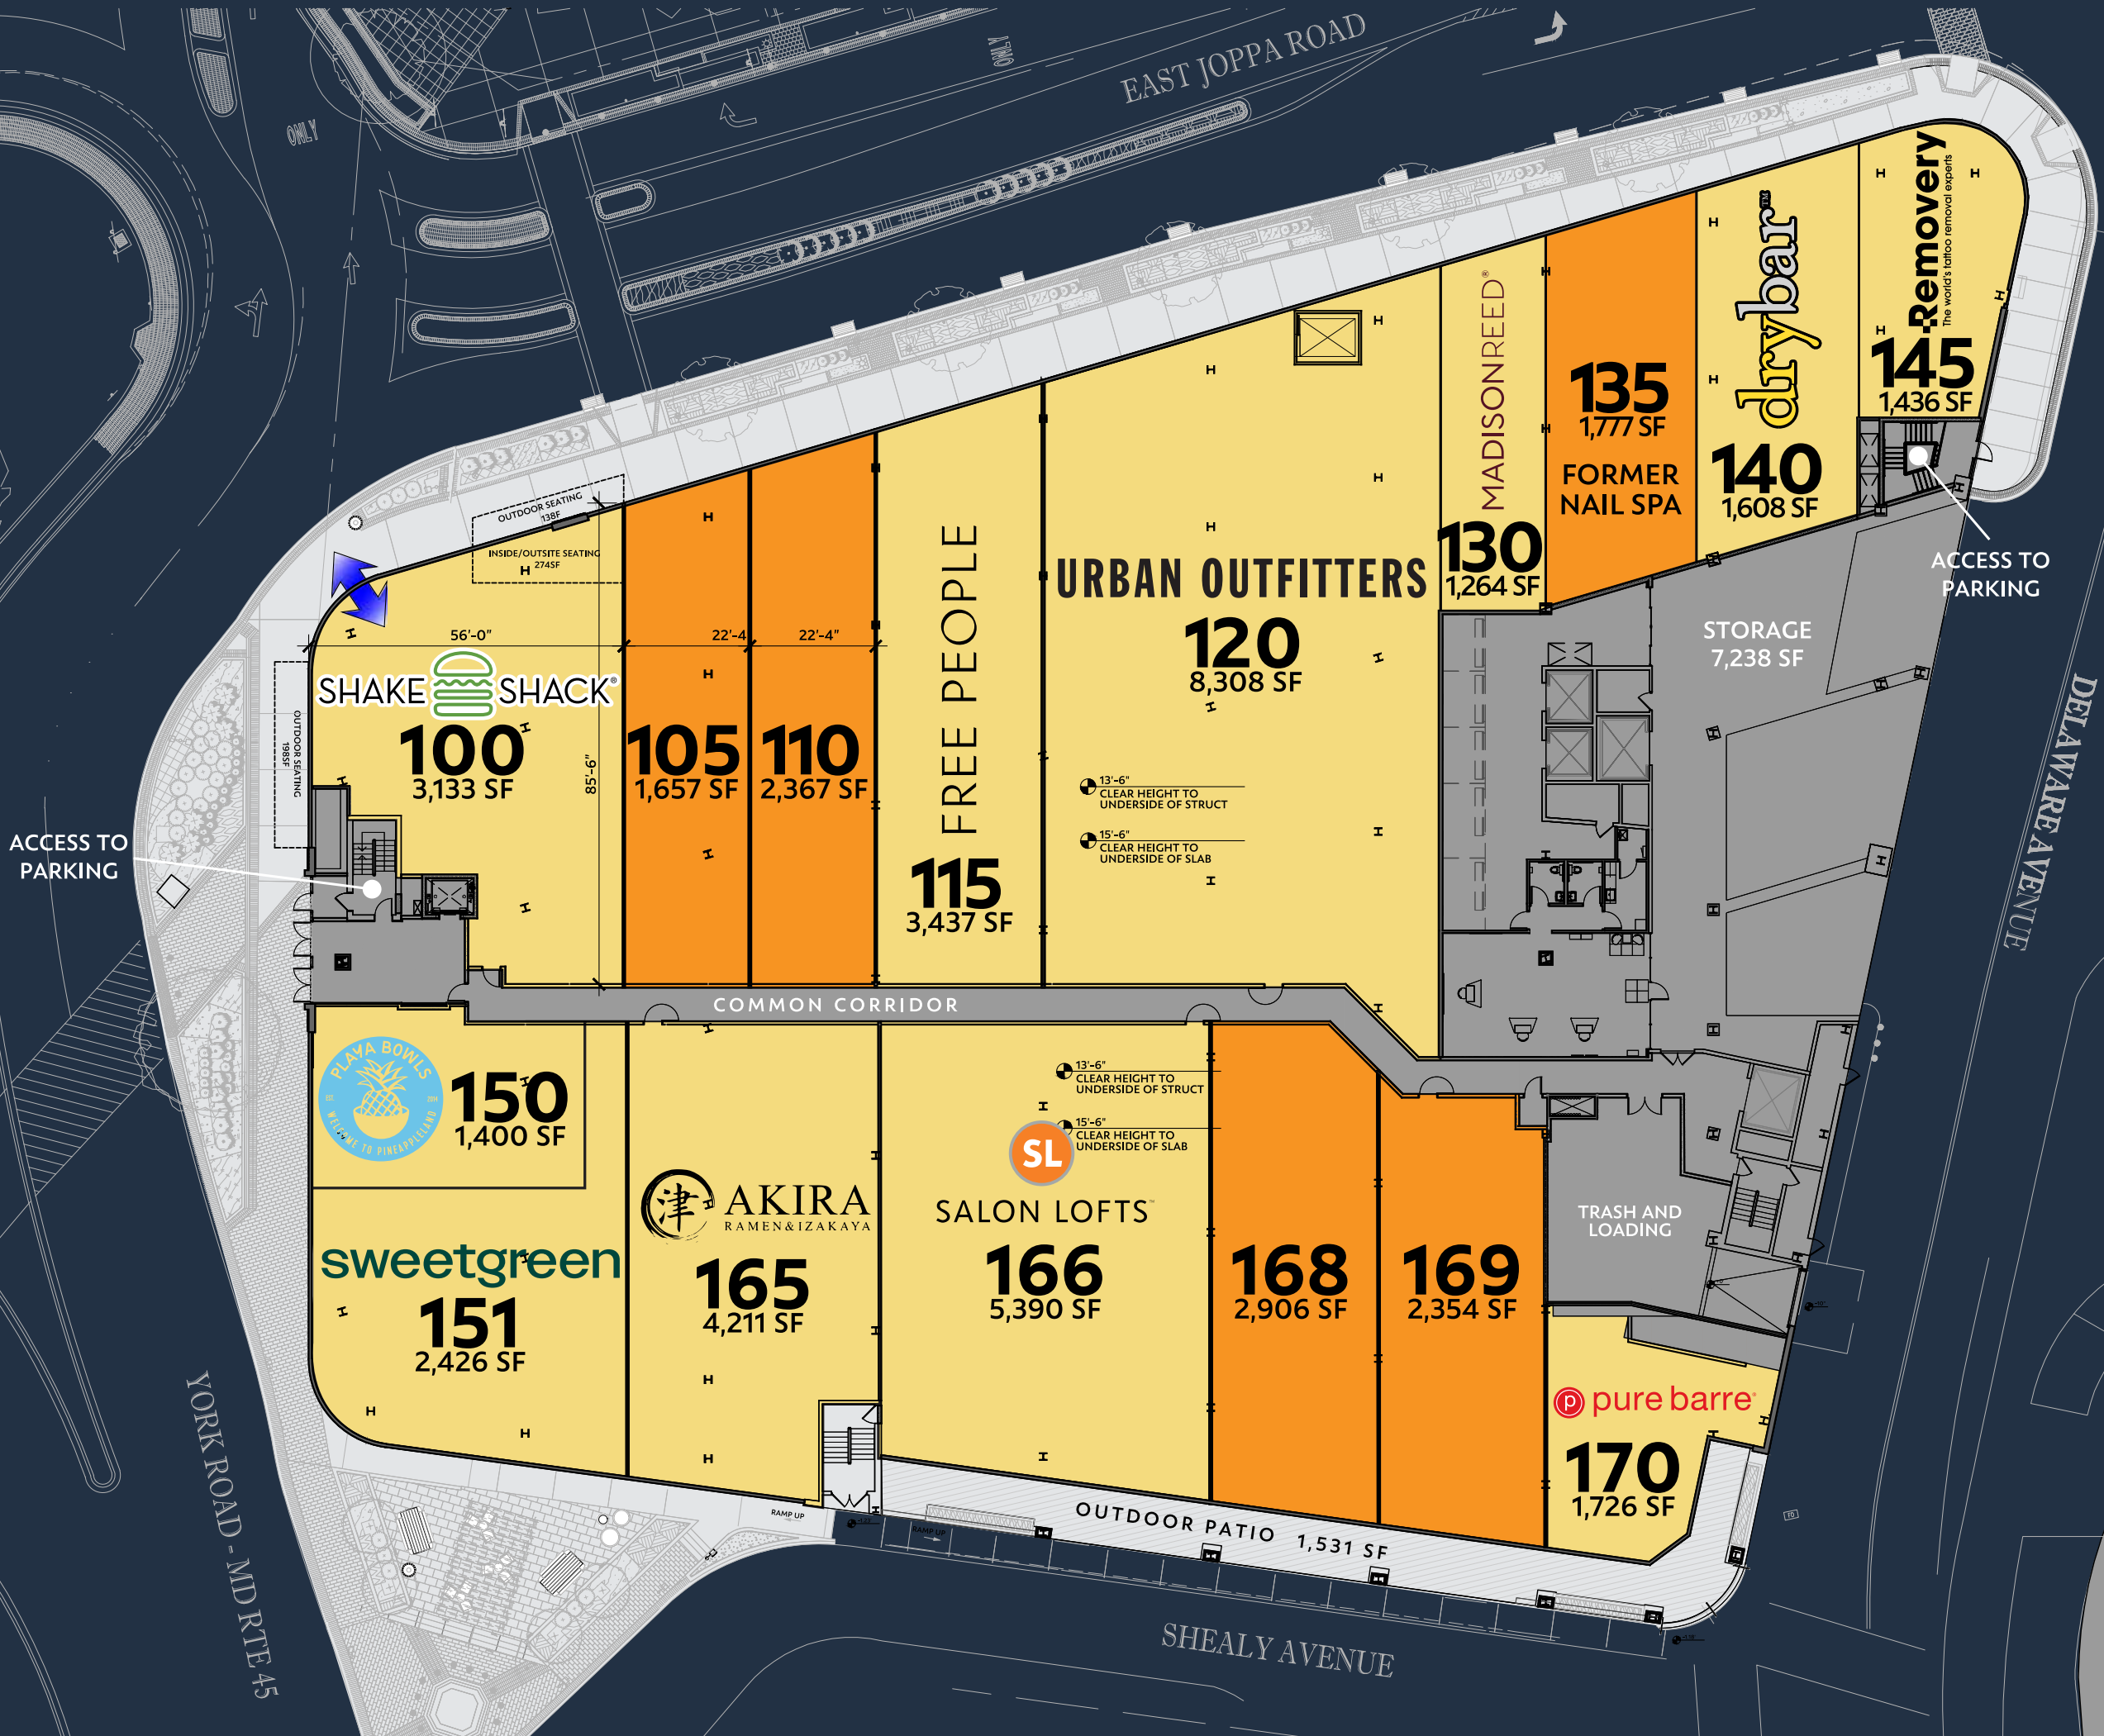 EAST JOPPA ROAD
ONLY
ONLY
Removery
The world's tattoo removal experts
145
1,436 SF
drybar
140
1,608 SF
135
1,777 SF
FORMER
NAIL SPA
MADISONREED®
130
1,264 SF
ACCESS TO
PARKING
STORAGE
7,238 SF
DELAWARE AVENUE
OUTDOOR SEATING
138F
INSIDE/OUTSITE SEATING
274SF
56'-0"
22'-4
22'-4"
85'-6"
SHAKE SHACK®
100
3,133 SF
OUTDOOR SEATING
198SF
105
1,657 SF
110
2,367 SF
FREE PEOPLE
115
3,437 SF
URBAN OUTFITTERS
120
8,308 SF
13'-6"
CLEAR HEIGHT TO
UNDERSIDE OF STRUCT
15'-6"
CLEAR HEIGHT TO
UNDERSIDE OF SLAB
ACCESS TO
PARKING
COMMON CORRIDOR
PLAYA BOWLS
WELCOME TO PINEAPPLELAND
EST
2014
150
1,400 SF
sweetgreen
151
2,426 SF
津
AKIRA
RAMEN & IZAKAYA
165
4,211 SF
13'-6"
CLEAR HEIGHT TO
UNDERSIDE OF STRUCT
15'-6"
CLEAR HEIGHT TO
UNDERSIDE OF SLAB
SL
SALON LOFTS™
166
5,390 SF
168
2,906 SF
169
2,354 SF
TRASH AND
LOADING
p pure barre
170
1,726 SF
OUTDOOR PATIO 1,531 SF
RAMP UP
RAMP UP
YORK ROAD - MD RTE 45
SHEALY AVENUE